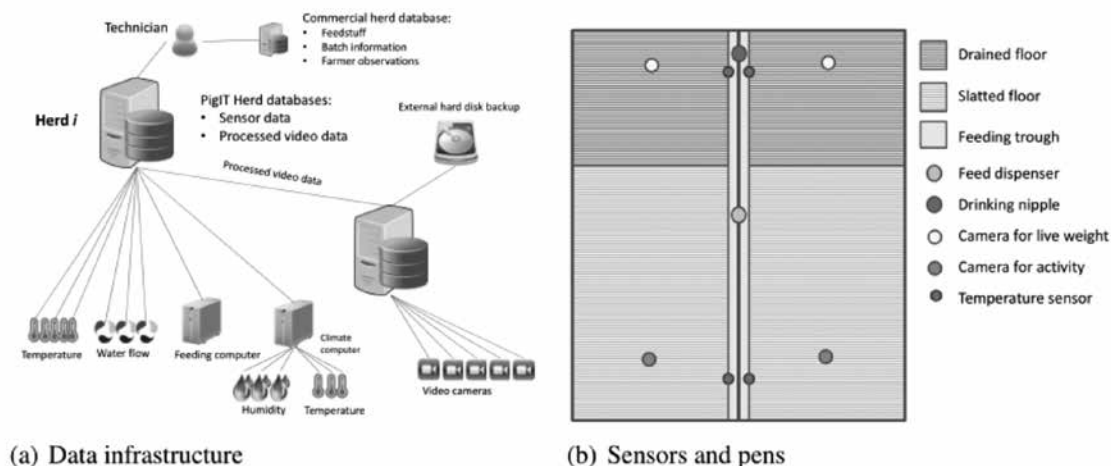 Technician
Commercial herd database:
• Feedstuff
• Batch information
• Farmer observations
Herd i
PigIT Herd databases:
• Sensor data
• Processed video data
External hard disk backup
Processed video data
Temperature
Water flow
Feeding computer
Climate
computer
Humidity
Temperature
Video cameras
(a) Data infrastructure
Drained floor
Slatted floor
Feeding trough
Feed dispenser
Drinking nipple
Camera for live weight
Camera for activity
Temperature sensor
(b) Sensors and pens